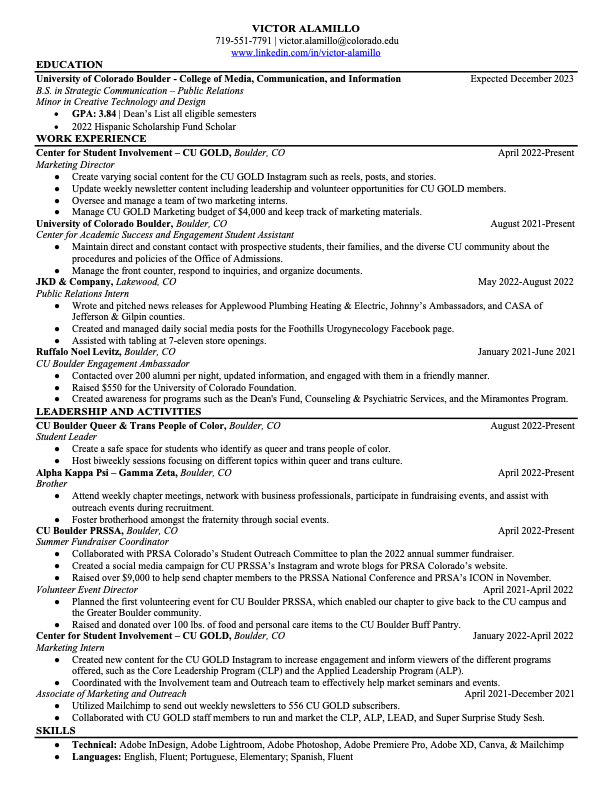 VICTOR ALAMILLO
719-551-7791 | victor.alamillo@colorado.edu
www.linkedin.com/in/victor-alamillo
EDUCATION
University of Colorado Boulder - College of Media, Communication, and Information Expected December 2023
B.S. in Strategic Communication – Public Relations
Minor in Creative Technology and Design
● GPA: 3.84 | Dean's List all eligible semesters
● 2022 Hispanic Scholarship Fund Scholar
WORK EXPERIENCE
Center for Student Involvement – CU GOLD, Boulder, CO April 2022-Present
Marketing Director
● Create varying social content for the CU GOLD Instagram such as reels, posts, and stories.
● Update weekly newsletter content including leadership and volunteer opportunities for CU GOLD members.
● Oversee and manage a team of two marketing interns.
● Manage CU GOLD Marketing budget of $4,000 and keep track of marketing materials.
University of Colorado Boulder, Boulder, CO August 2021-Present
Center for Academic Success and Engagement Student Assistant
● Maintain direct and constant contact with prospective students, their families, and the diverse CU community about the
procedures and policies of the Office of Admissions.
● Manage the front counter, respond to inquiries, and organize documents.
JKD & Company, Lakewood, CO May 2022-August 2022
Public Relations Intern
● Wrote and pitched news releases for Applewood Plumbing Heating & Electric, Johnny's Ambassadors, and CASA of
Jefferson & Gilpin counties.
● Created and managed daily social media posts for the Foothills Urogynecology Facebook page.
● Assisted with tabling at 7-eleven store openings.
Ruffalo Noel Levitz, Boulder, CO January 2021-June 2021
CU Boulder Engagement Ambassador
● Contacted over 200 alumni per night, updated information, and engaged with them in a friendly manner.
● Raised $550 for the University of Colorado Foundation.
● Created awareness for programs such as the Dean's Fund, Counseling & Psychiatric Services, and the Miramontes Program.
LEADERSHIP AND ACTIVITIES
CU Boulder Queer & Trans People of Color, Boulder, CO August 2022-Present
Student Leader
● Create a safe space for students who identify as queer and trans people of color.
● Host biweekly sessions focusing on different topics within queer and trans culture.
Alpha Kappa Psi – Gamma Zeta, Boulder, CO April 2022-Present
Brother
● Attend weekly chapter meetings, network with business professionals, participate in fundraising events, and assist with
outreach events during recruitment.
● Foster brotherhood amongst the fraternity through social events.
CU Boulder PRSSA, Boulder, CO April 2022-Present
Summer Fundraiser Coordinator
● Collaborated with PRSA Colorado's Student Outreach Committee to plan the 2022 annual summer fundraiser.
● Created a social media campaign for CU PRSSA's Instagram and wrote blogs for PRSA Colorado's website.
● Raised over $9,000 to help send chapter members to the PRSSA National Conference and PRSA's ICON in November.
Volunteer Event Director April 2021-April 2022
● Planned the first volunteering event for CU Boulder PRSSA, which enabled our chapter to give back to the CU campus and
the Greater Boulder community.
● Raised and donated over 100 lbs. of food and personal care items to the CU Boulder Buff Pantry.
Center for Student Involvement – CU GOLD, Boulder, CO January 2022-April 2022
Marketing Intern
● Created new content for the CU GOLD Instagram to increase engagement and inform viewers of the different programs
offered, such as the Core Leadership Program (CLP) and the Applied Leadership Program (ALP).
● Coordinated with the Involvement team and Outreach team to effectively help market seminars and events.
Associate of Marketing and Outreach April 2021-December 2021
● Utilized Mailchimp to send out weekly newsletters to 556 CU GOLD subscribers.
● Collaborated with CU GOLD staff members to run and market the CLP, ALP, LEAD, and Super Surprise Study Sesh.
SKILLS
● Technical: Adobe InDesign, Adobe Lightroom, Adobe Photoshop, Adobe Premiere Pro, Adobe XD, Canva, & Mailchimp
● Languages: English, Fluent; Portuguese, Elementary; Spanish, Fluent